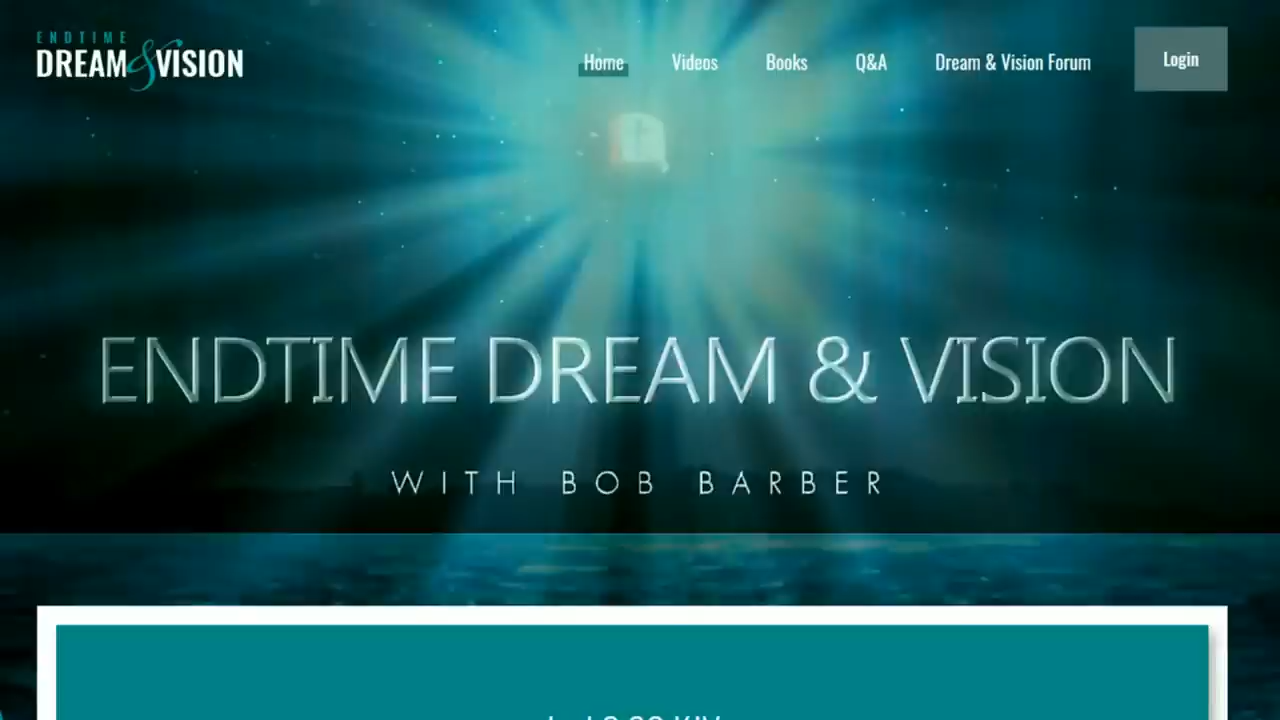 ENDTIME
DREAM & VISION
Home
Videos
Books
Q&A
Dream & Vision Forum
Login
ENDTIME DREAM & VISION
WITH BOB BARBER